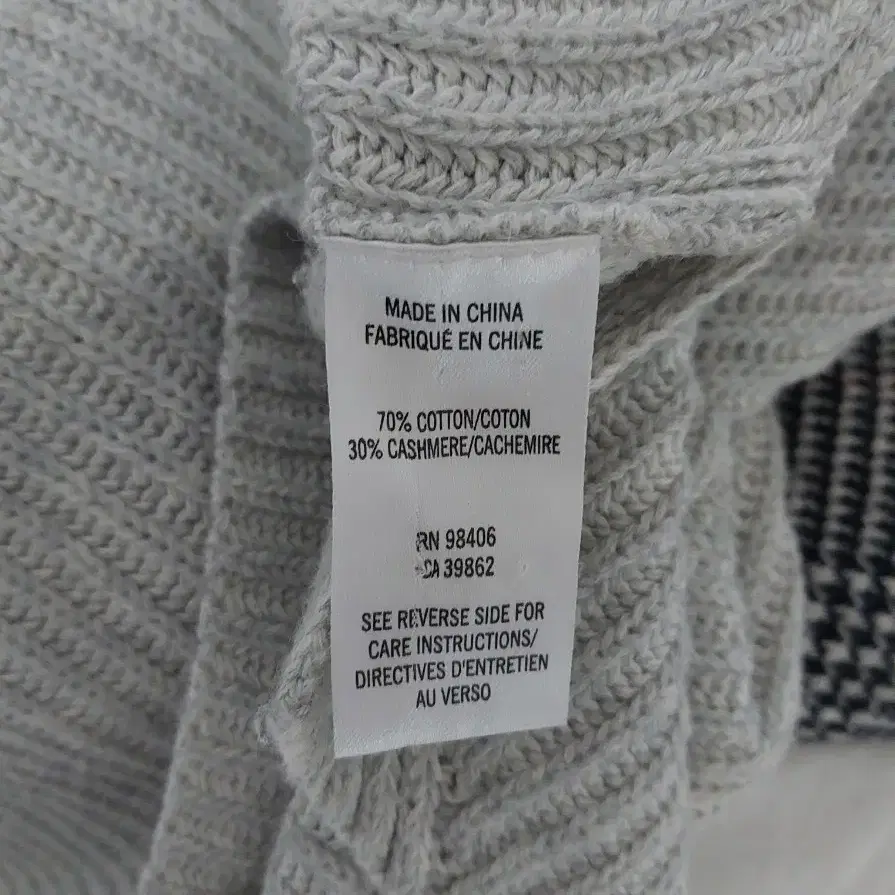 MADE IN CHINA
FABRIQUÉ EN CHINE
70% COTTON/COTON
30% CASHMERE/CACHEMIRE
RN 98406
CA 39862
SEE REVERSE SIDE FOR
CARE INSTRUCTIONS/
DIRECTIVES D'ENTRETIEN
AU VERSO